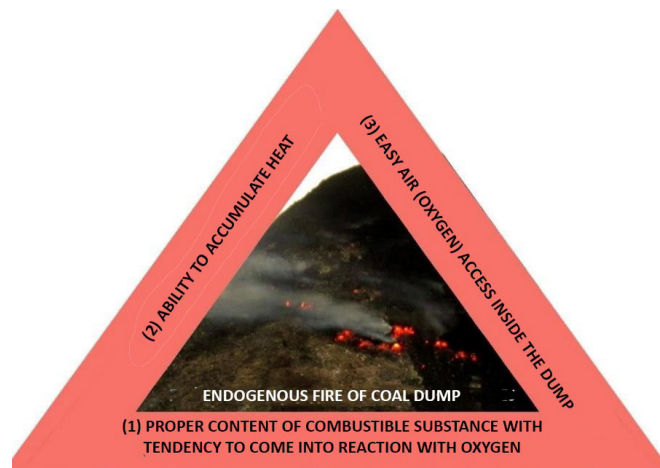 (2) ABILITY TO ACCUMULATE HEAT
(3) EASY AIR (OXYGEN) ACCESS INSIDE THE DUMP
ENDOGENOUS FIRE OF COAL DUMP
(1) PROPER CONTENT OF COMBUSTIBLE SUBSTANCE WITH
TENDENCY TO COME INTO REACTION WITH OXYGEN